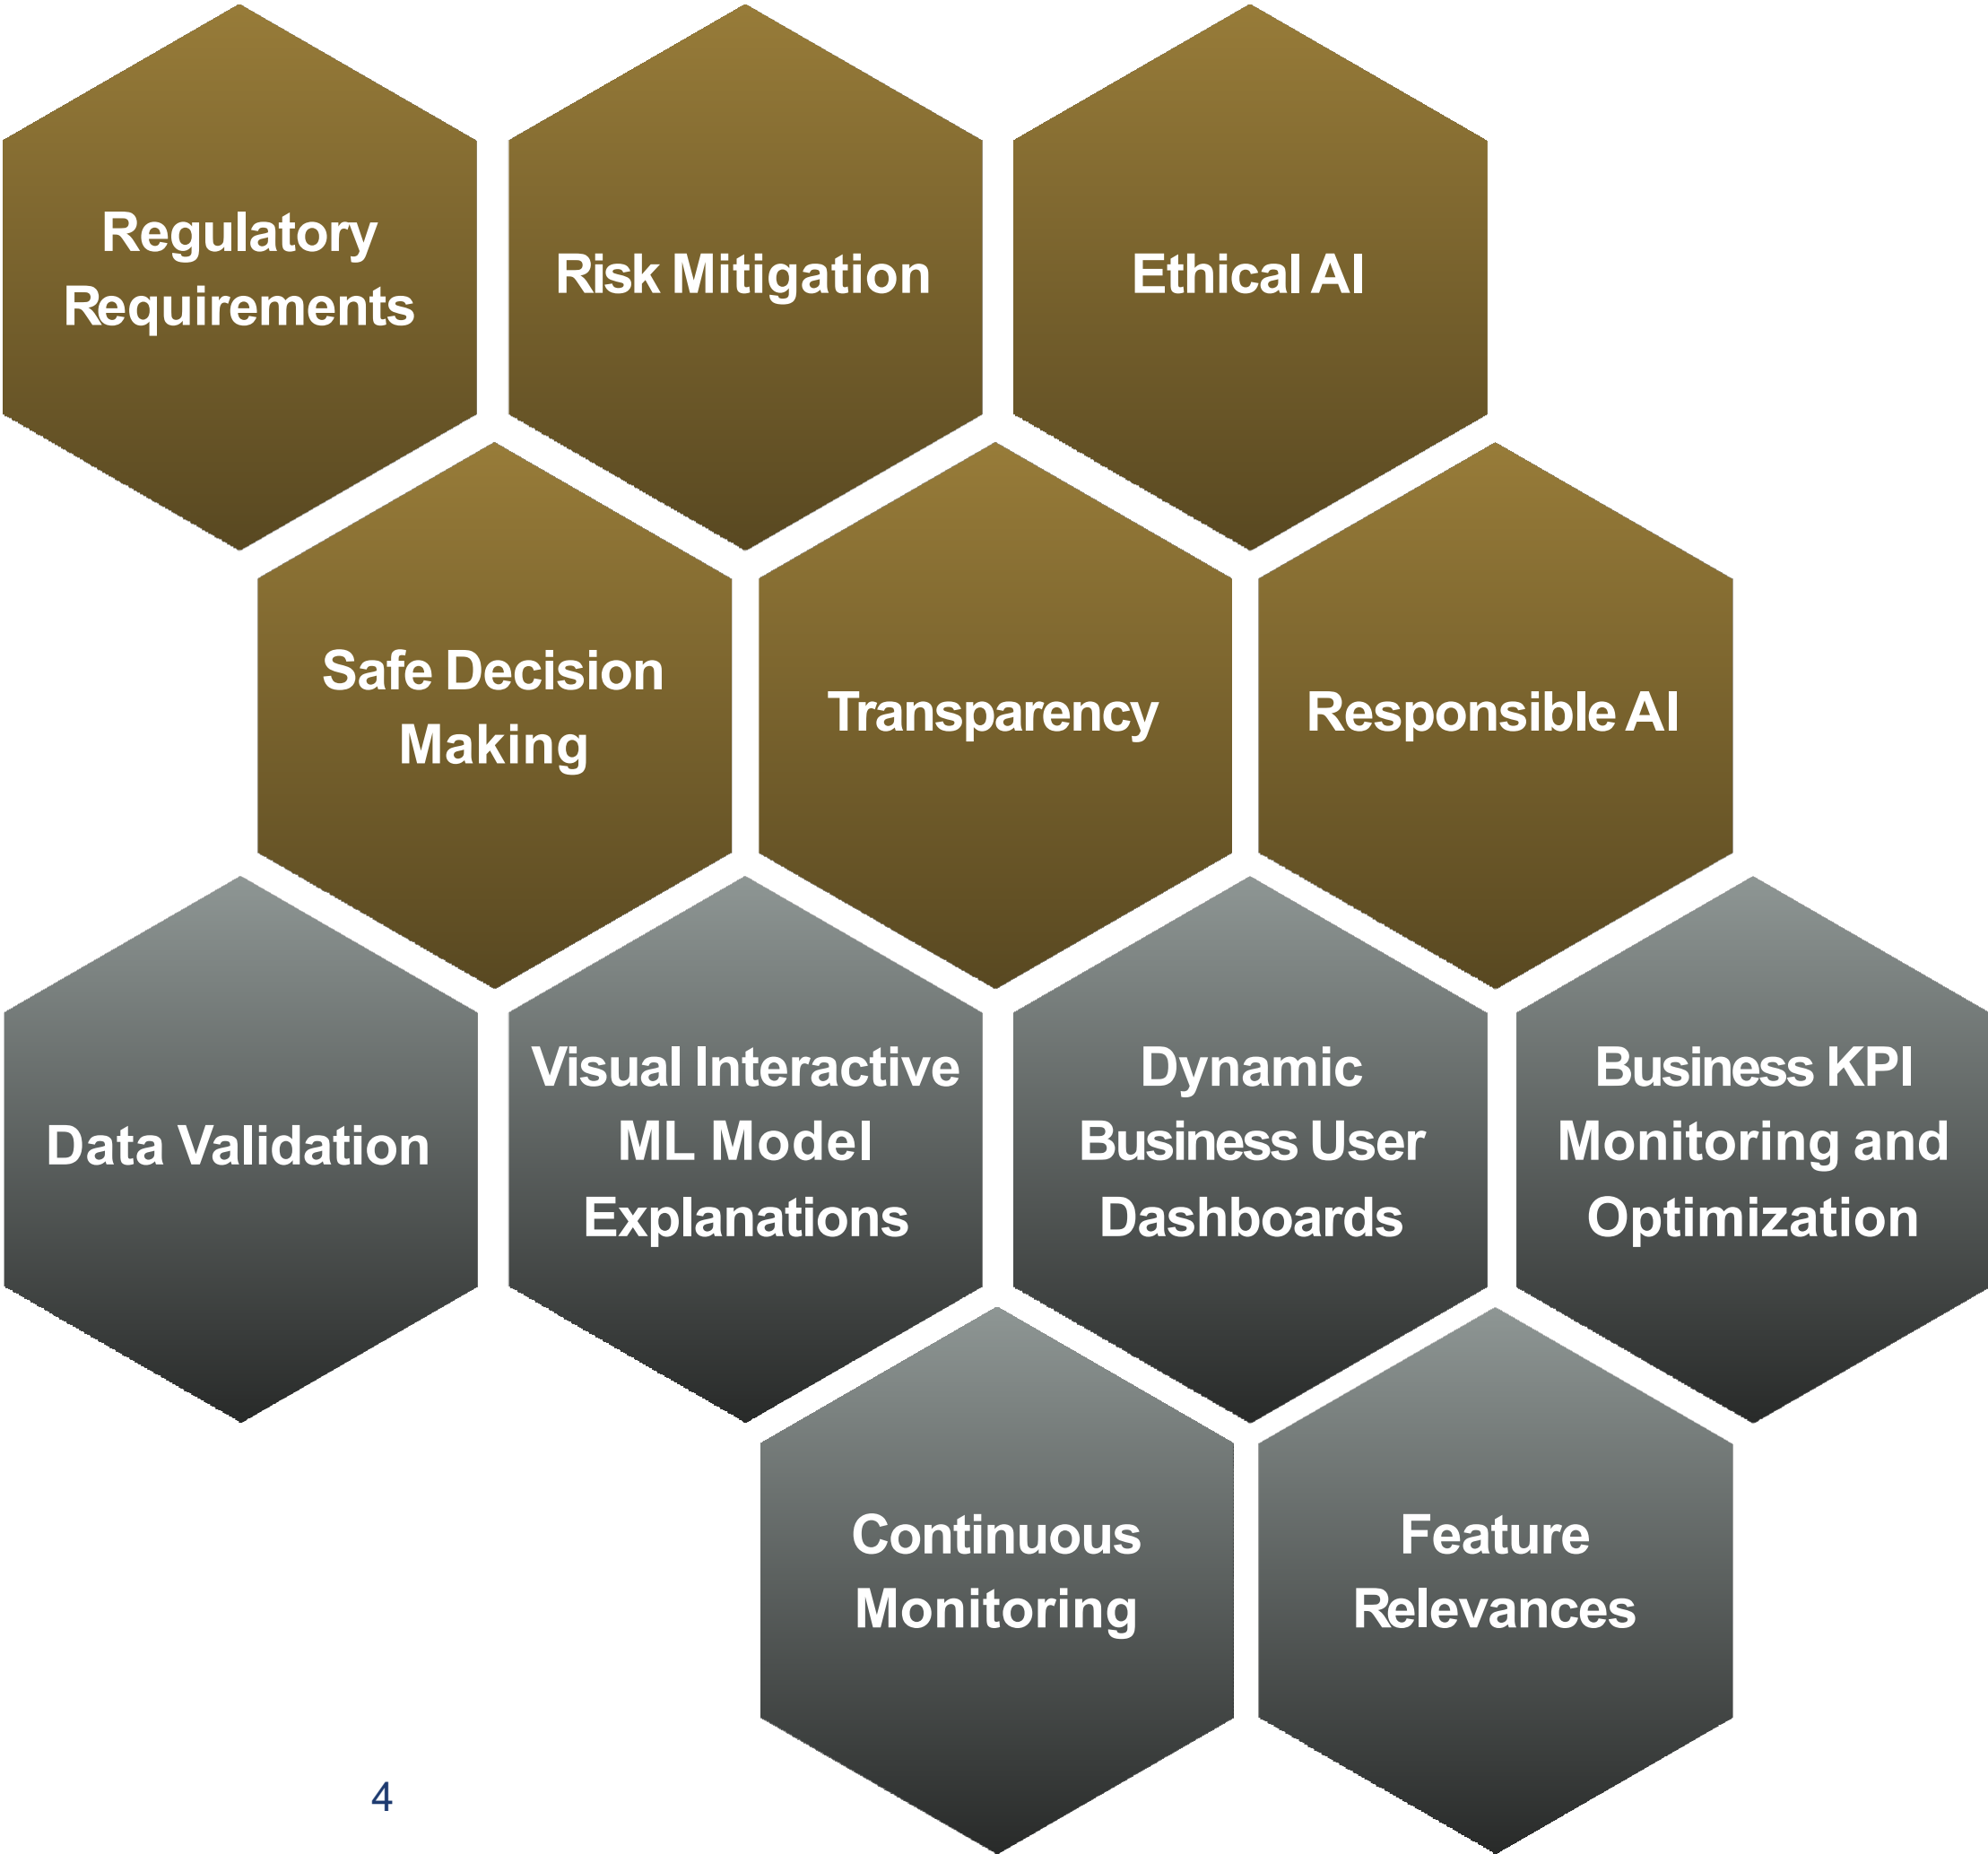 Regulatory
Requirements
Risk Mitigation
Ethical AI
Safe Decision
Making
Transparency
Responsible AI
Data Validation
Visual Interactive
ML Model
Explanations
Dynamic
Business User
Dashboards
Business KPI
Monitoring and
Optimization
Continuous
Monitoring
Feature
Relevances
4